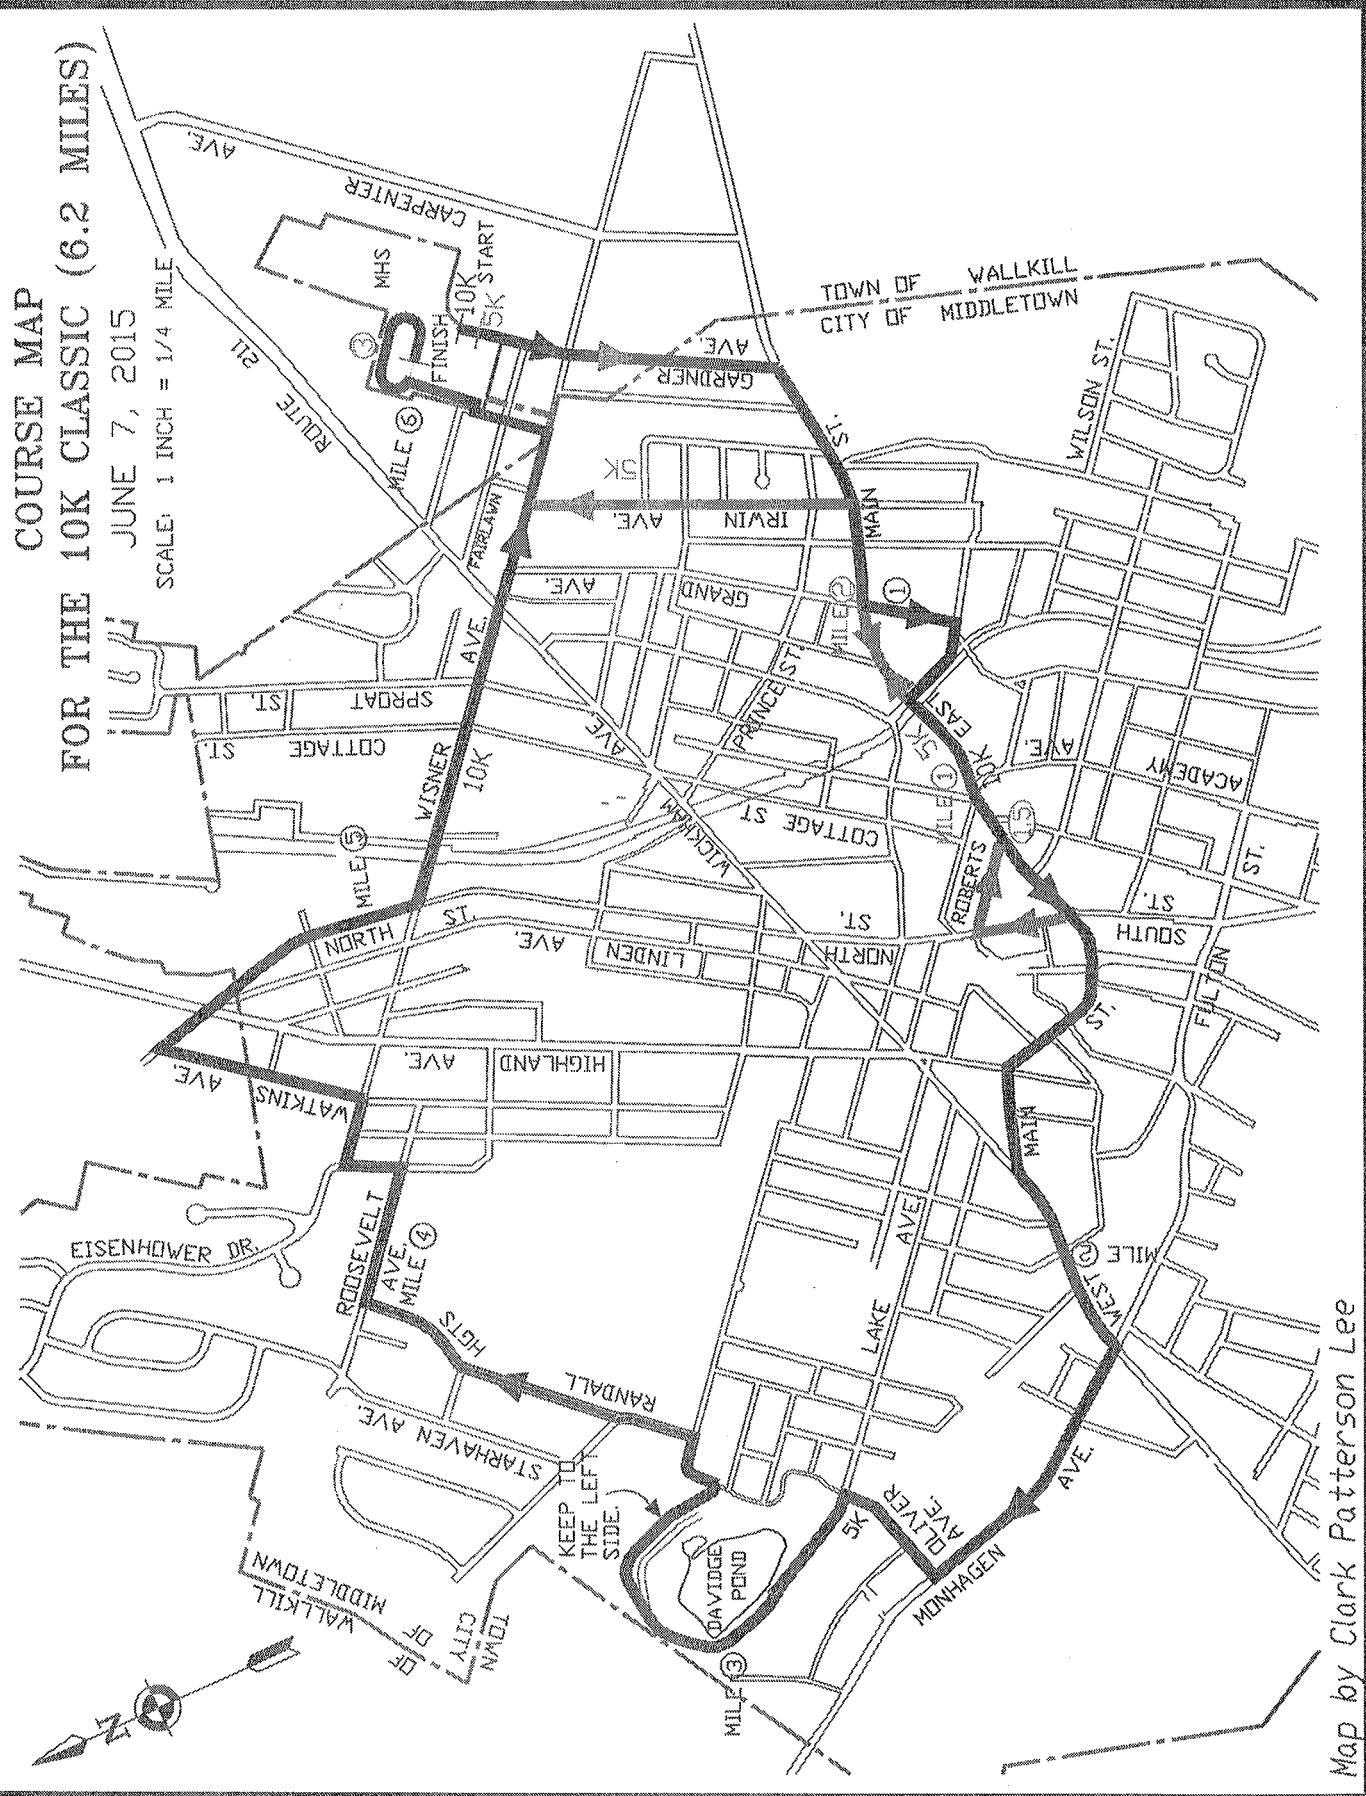 COURSE MAP
FOR THE 10K CLASSIC (6.2 MILES)
JUNE 7, 2015
SCALE: 1 INCH = 1/4 MILE
ROUTE 211
CARPENTER AVE.
MHS
START
10K
5K
FINISH
3
MILE 6
TOWN OF WALLKILL
CITY OF MIDDLETOWN
GARDNER AVE.
WILSON ST.
FAIRLAWN
5K
IRWIN AVE.
MAIN ST.
GRAND AVE.
MILE 2
1
PRINCE ST.
SPROAT ST.
COTTAGE ST.
WISNER AVE.
10K
WICKHAM AVE.
COTTAGE ST
EAST
5K
10K
MILE 1
ACADEMY AVE.
15
ROBERTS
MILE 5
NORTH ST.
LINDEN AVE.
NORTH ST.
SOUTH ST.
FULTON ST.
HIGHLAND AVE.
WATKINS AVE.
MAIN ST.
EISENHOWER DR.
ROOSEVELT AVE.
MILE 4
LAKE AVE.
WEST
MILE 2
RANDALL HGTS
STARHAVEN AVE.
KEEP TO
THE LEFT
SIDE.
DAVIDGE
POND
5K
OLIVER
AVE.
MONHAGEN AVE.
MILE 3
TOWN OF WALLKILL
CITY OF MIDDLETOWN
N
Map by Clark Patterson Lee